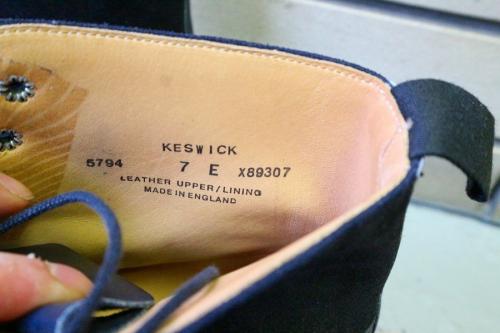 KESWICK
5794 7 E X89307
LEATHER UPPER/LINING
MADE IN ENGLAND